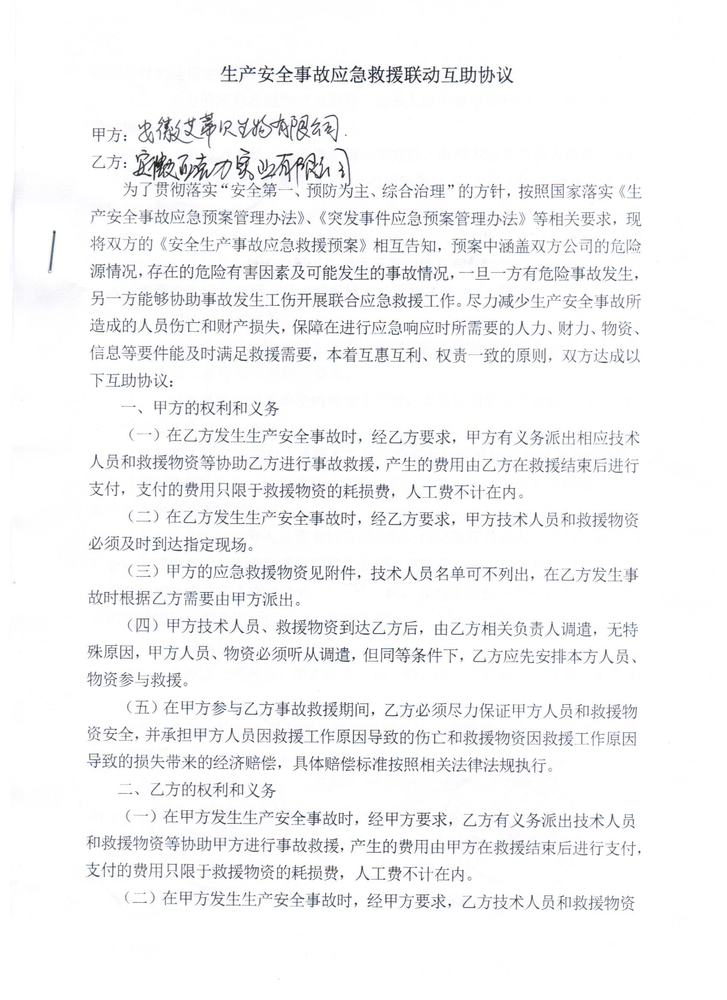 生产安全事故应急救援联动互助协议
甲方：安徽艾蒂贝生物有限公司
乙方：安徽百克力实业有限公司
为了贯彻落实“安全第一、预防为主、综合治理”的方针，按照国家落实《生
产安全事故应急预案管理办法》、《突发事件应急预案管理办法》等相关要求，现
将双方的《安全生产事故应急救援预案》相互告知，预案中涵盖双方公司的危险
源情况，存在的危险有害因素及可能发生的事故情况，一旦一方有危险事故发生，
另一方能够协助事故发生工伤开展联合应急救援工作。尽力减少生产安全事故所
造成的人员伤亡和财产损失，保障在进行应急响应时所需要的人力、财力、物资、
信息等要件能及时满足救援需要，本着互惠互利、权责一致的原则，双方达成以
下互助协议：
一、甲方的权利和义务
（一）在乙方发生生产安全事故时，经乙方要求，甲方有义务派出相应技术
人员和救援物资等协助乙方进行事故救援，产生的费用由乙方在救援结束后进行
支付，支付的费用只限于救援物资的耗损费，人工费不计在内。
（二）在乙方发生生产安全事故时，经乙方要求，甲方技术人员和救援物资
必须及时到达指定现场。
（三）甲方的应急救援物资见附件，技术人员名单可不列出，在乙方发生事
故时根据乙方需要由甲方派出。
（四）甲方技术人员、救援物资到达乙方后，由乙方相关负责人调遣，无特
殊原因，甲方人员、物资必须听从调遣，但同等条件下，乙方应先安排本方人员、
物资参与救援。
（五）在甲方参与乙方事故救援期间，乙方必须尽力保证甲方人员和救援物
资安全，并承担甲方人员因救援工作原因导致的伤亡和救援物资因救援工作原因
导致的损失带来的经济赔偿，具体赔偿标准按照相关法律法规执行。
二、乙方的权利和义务
（一）在甲方发生生产安全事故时，经甲方要求，乙方有义务派出技术人员
和救援物资等协助甲方进行事故救援，产生的费用由甲方在救援结束后进行支付，
支付的费用只限于救援物资的耗损费，人工费不计在内。
（二）在甲方发生生产安全事故时，经甲方要求，乙方技术人员和救援物资